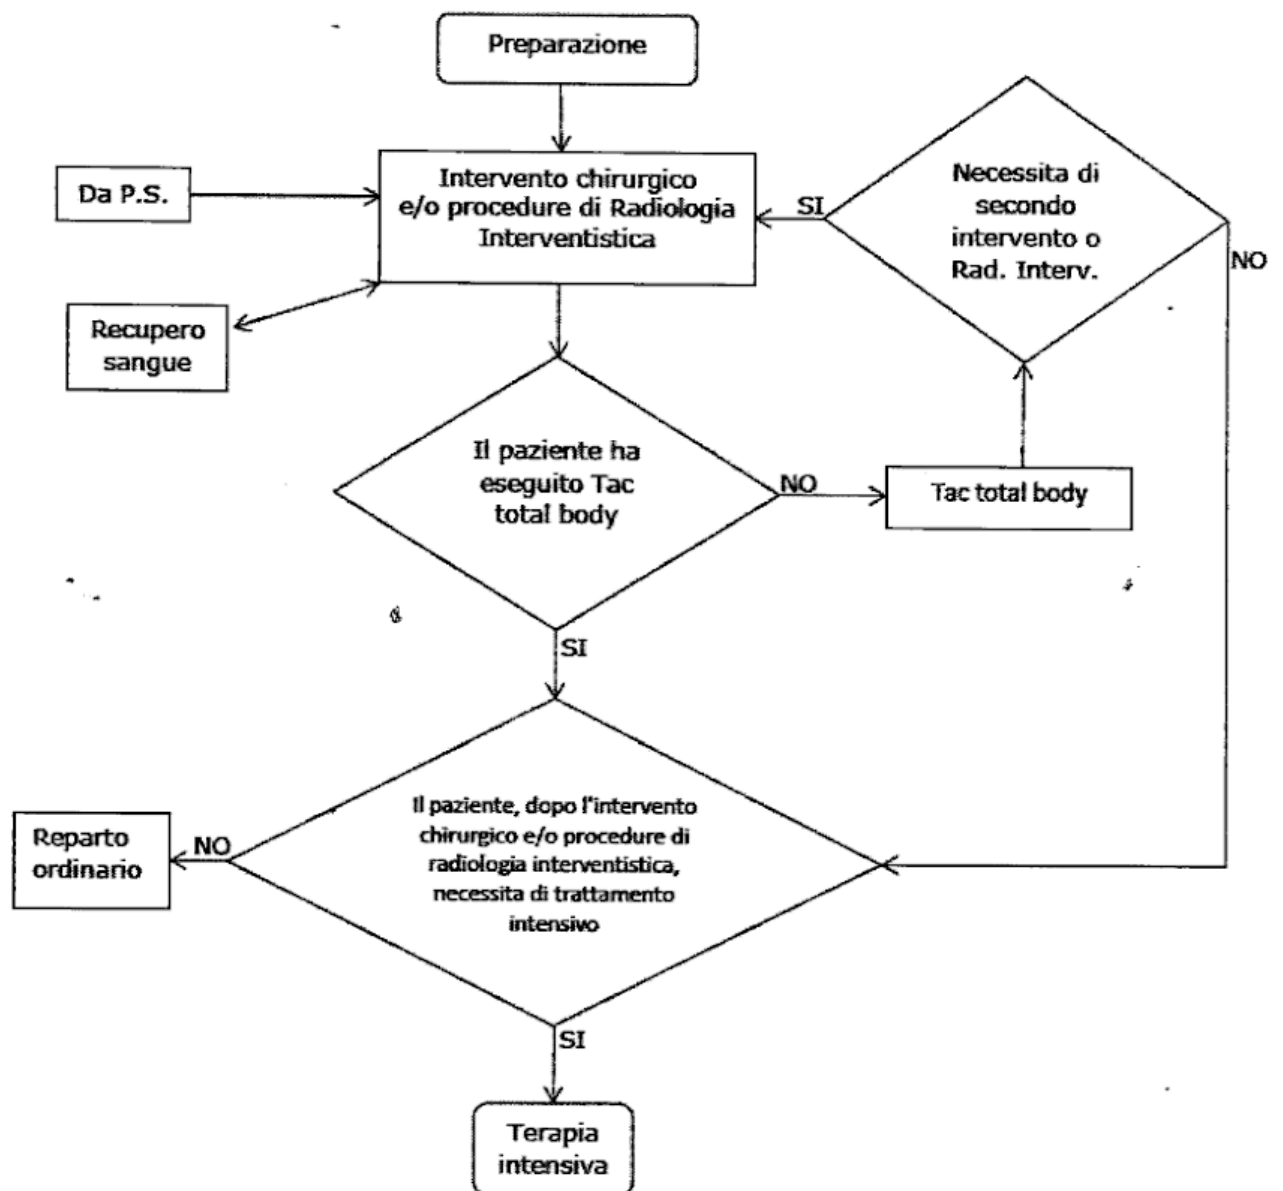 Preparazione
Da P.S.
Intervento chirurgico
e/o procedure di Radiologia
Interventistica
SI
Necessita di
secondo
intervento o
Rad. Interv.
NO
Recupero
sangue
Il paziente ha
eseguito Tac
total body
NO
Tac total body
SI
Il paziente, dopo l'intervento
chirurgico e/o procedure di
radiologia interventistica,
necessita di trattamento
intensivo
NO
Reparto
ordinario
SI
Terapia
intensiva